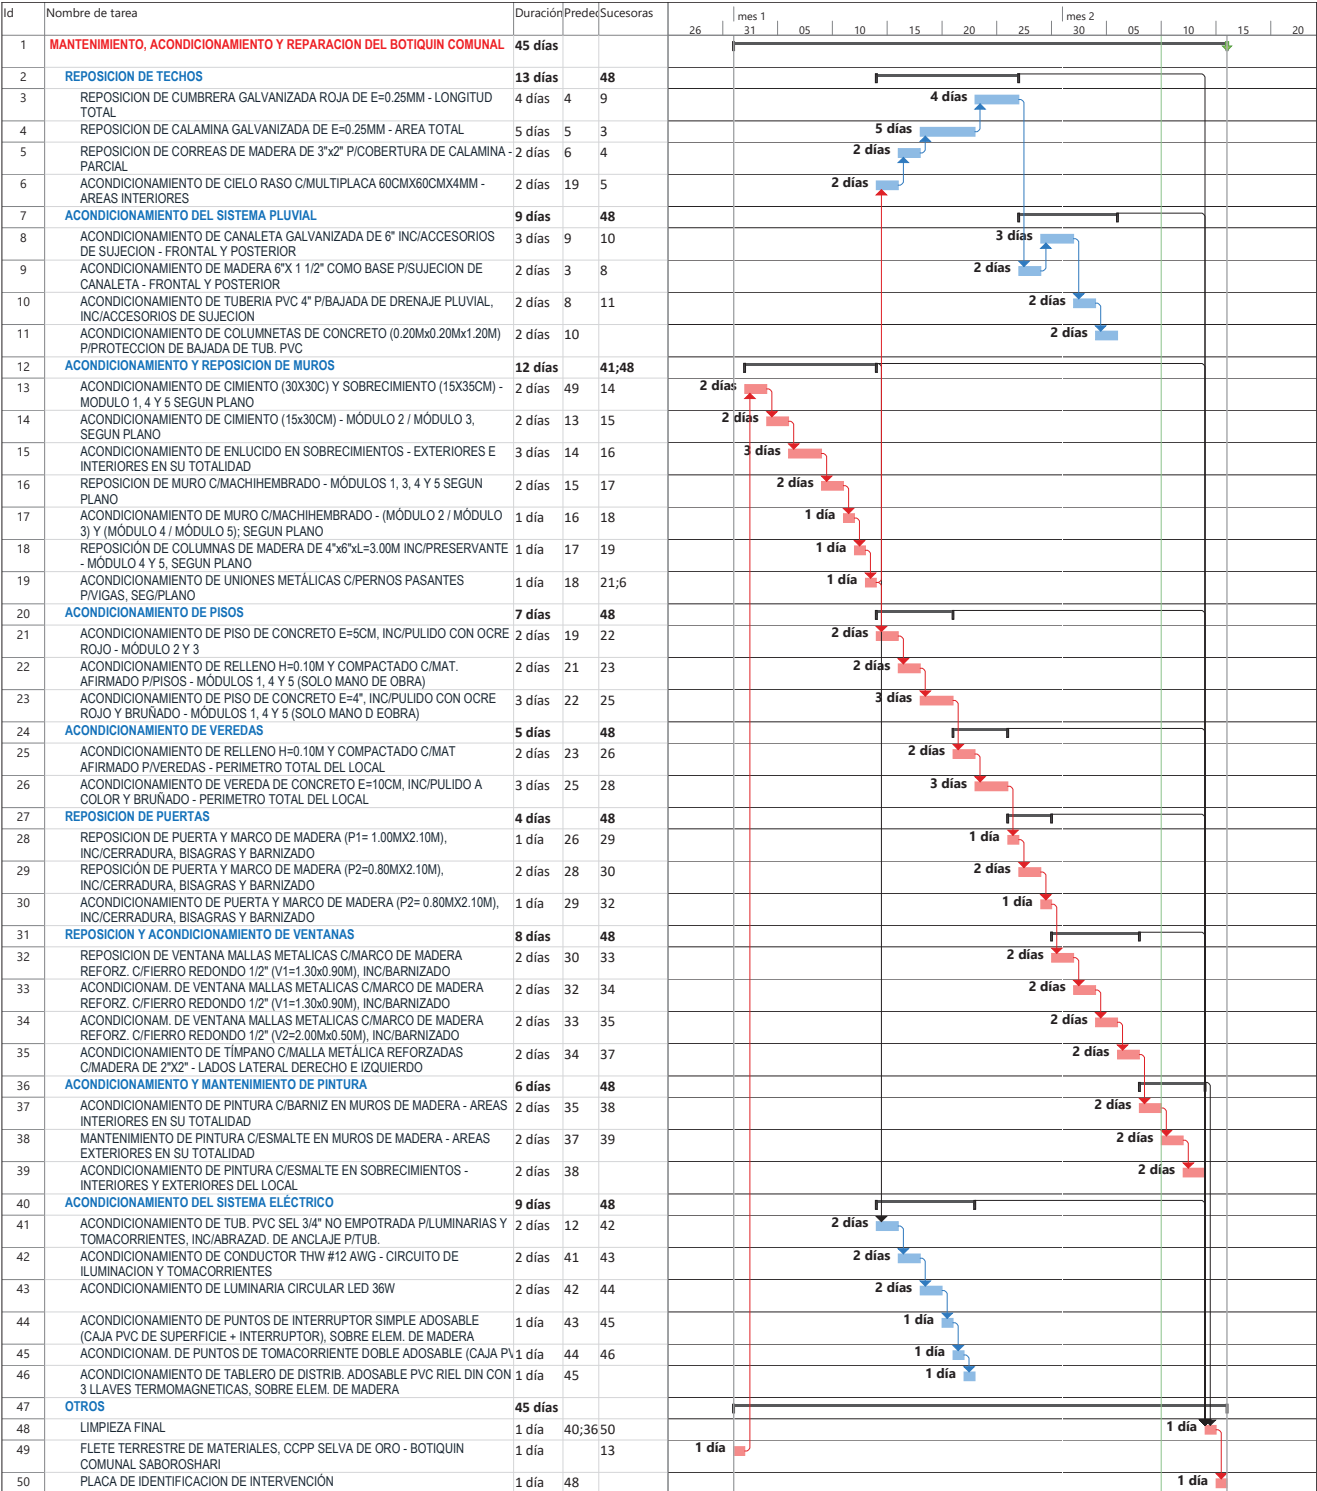 Id Nombre de tarea Duración Predec Sucesoras
mes 1 mes 2
26 31 05 10 15 20 25 30 05 10 15 20
1 MANTENIMIENTO, ACONDICIONAMIENTO Y REPARACION DEL BOTIQUIN COMUNAL 45 días
2 REPOSICION DE TECHOS 13 días 48
3 REPOSICION DE CUMBRERA GALVANIZADA ROJA DE E=0.25MM - LONGITUD 4 días 4 9 4 días
TOTAL
4 REPOSICION DE CALAMINA GALVANIZADA DE E=0.25MM - AREA TOTAL 5 días 5 3 5 días
5 REPOSICION DE CORREAS DE MADERA DE 3"x2" P/COBERTURA DE CALAMINA - 2 días 6 4 2 días
PARCIAL
6 ACONDICIONAMIENTO DE CIELO RASO C/MULTIPLACA 60CMX60CMX4MM - 2 días 19 5 2 días
AREAS INTERIORES
7 ACONDICIONAMIENTO DEL SISTEMA PLUVIAL 9 días 48
8 ACONDICIONAMIENTO DE CANALETA GALVANIZADA DE 6" INC/ACCESORIOS 3 días 9 10 3 días
DE SUJECION - FRONTAL Y POSTERIOR
9 ACONDICIONAMIENTO DE MADERA 6"X 1 1/2" COMO BASE P/SUJECION DE 2 días 3 8 2 días
CANALETA - FRONTAL Y POSTERIOR
10 ACONDICIONAMIENTO DE TUBERIA PVC 4" P/BAJADA DE DRENAJE PLUVIAL, 2 días 8 11 2 días
INC/ACCESORIOS DE SUJECION
11 ACONDICIONAMIENTO DE COLUMNETAS DE CONCRETO (0.20Mx0.20Mx1.20M) 2 días 10 2 días
P/PROTECCION DE BAJADA DE TUB. PVC
12 ACONDICIONAMIENTO Y REPOSICION DE MUROS 12 días 41;48
13 ACONDICIONAMIENTO DE CIMIENTO (30X30C) Y SOBRECIMIENTO (15X35CM) - 2 días 49 14 2 días
MODULO 1, 4 Y 5 SEGUN PLANO
14 ACONDICIONAMIENTO DE CIMIENTO (15x30CM) - MÓDULO 2 / MÓDULO 3, 2 días 13 15 2 días
SEGUN PLANO
15 ACONDICIONAMIENTO DE ENLUCIDO EN SOBRECIMIENTOS - EXTERIORES E 3 días 14 16 3 días
INTERIORES EN SU TOTALIDAD
16 REPOSICION DE MURO C/MACHIHEMBRADO - MÓDULOS 1, 3, 4 Y 5 SEGUN 2 días 15 17 2 días
PLANO
17 ACONDICIONAMIENTO DE MURO C/MACHIHEMBRADO - (MÓDULO 2 / MÓDULO 1 día 16 18 1 día
3) Y (MÓDULO 4 / MÓDULO 5); SEGUN PLANO
18 REPOSICIÓN DE COLUMNAS DE MADERA DE 4"x6"xL=3.00M INC/PRESERVANTE 1 día 17 19 1 día
- MÓDULO 4 Y 5, SEGUN PLANO
19 ACONDICIONAMIENTO DE UNIONES METÁLICAS C/PERNOS PASANTES 1 día 18 21;6 1 día
P/VIGAS, SEG/PLANO
20 ACONDICIONAMIENTO DE PISOS 7 días 48
21 ACONDICIONAMIENTO DE PISO DE CONCRETO E=5CM, INC/PULIDO CON OCRE 2 días 19 22 2 días
ROJO - MÓDULO 2 Y 3
22 ACONDICIONAMIENTO DE RELLENO H=0.10M Y COMPACTADO C/MAT. 2 días 21 23 2 días
AFIRMADO P/PISOS - MÓDULOS 1, 4 Y 5 (SOLO MANO DE OBRA)
23 ACONDICIONAMIENTO DE PISO DE CONCRETO E=4", INC/PULIDO CON OCRE 3 días 22 25 3 días
ROJO Y BRUÑADO - MÓDULOS 1, 4 Y 5 (SOLO MANO D EOBRA)
24 ACONDICIONAMIENTO DE VEREDAS 5 días 48
25 ACONDICIONAMIENTO DE RELLENO H=0.10M Y COMPACTADO C/MAT 2 días 23 26 2 días
AFIRMADO P/VEREDAS - PERIMETRO TOTAL DEL LOCAL
26 ACONDICIONAMIENTO DE VEREDA DE CONCRETO E=10CM, INC/PULIDO A 3 días 25 28 3 días
COLOR Y BRUÑADO - PERIMETRO TOTAL DEL LOCAL
27 REPOSICION DE PUERTAS 4 días 48
28 REPOSICION DE PUERTA Y MARCO DE MADERA (P1= 1.00MX2.10M), 1 día 26 29 1 día
INC/CERRADURA, BISAGRAS Y BARNIZADO
29 REPOSICIÓN DE PUERTA Y MARCO DE MADERA (P2=0.80MX2.10M), 2 días 28 30 2 días
INC/CERRADURA, BISAGRAS Y BARNIZADO
30 ACONDICIONAMIENTO DE PUERTA Y MARCO DE MADERA (P2= 0.80MX2.10M), 1 día 29 32 1 día
INC/CERRADURA, BISAGRAS Y BARNIZADO
31 REPOSICION Y ACONDICIONAMIENTO DE VENTANAS 8 días 48
32 REPOSICION DE VENTANA MALLAS METALICAS C/MARCO DE MADERA 2 días 30 33 2 días
REFORZ. C/FIERRO REDONDO 1/2" (V1=1.30x0.90M), INC/BARNIZADO
33 ACONDICIONAM. DE VENTANA MALLAS METALICAS C/MARCO DE MADERA 2 días 32 34 2 días
REFORZ. C/FIERRO REDONDO 1/2" (V1=1.30x0.90M), INC/BARNIZADO
34 ACONDICIONAM. DE VENTANA MALLAS METALICAS C/MARCO DE MADERA 2 días 33 35 2 días
REFORZ. C/FIERRO REDONDO 1/2" (V2=2.00Mx0.50M), INC/BARNIZADO
35 ACONDICIONAMIENTO DE TÍMPANO C/MALLA METÁLICA REFORZADAS 2 días 34 37 2 días
C/MADERA DE 2"X2" - LADOS LATERAL DERECHO E IZQUIERDO
36 ACONDICIONAMIENTO Y MANTENIMIENTO DE PINTURA 6 días 48
37 ACONDICIONAMIENTO DE PINTURA C/BARNIZ EN MUROS DE MADERA - AREAS 2 días 35 38 2 días
INTERIORES EN SU TOTALIDAD
38 MANTENIMIENTO DE PINTURA C/ESMALTE EN MUROS DE MADERA - AREAS 2 días 37 39 2 días
EXTERIORES EN SU TOTALIDAD
39 ACONDICIONAMIENTO DE PINTURA C/ESMALTE EN SOBRECIMIENTOS - 2 días 38 2 días
INTERIORES Y EXTERIORES DEL LOCAL
40 ACONDICIONAMIENTO DEL SISTEMA ELÉCTRICO 9 días 48
41 ACONDICIONAMIENTO DE TUB. PVC SEL 3/4" NO EMPOTRADA P/LUMINARIAS Y 2 días 12 42 2 días
TOMACORRIENTES, INC/ABRAZAD. DE ANCLAJE P/TUB.
42 ACONDICIONAMIENTO DE CONDUCTOR THW #12 AWG - CIRCUITO DE 2 días 41 43 2 días
ILUMINACION Y TOMACORRIENTES
43 ACONDICIONAMIENTO DE LUMINARIA CIRCULAR LED 36W 2 días 42 44 2 días
44 ACONDICIONAMIENTO DE PUNTOS DE INTERRUPTOR SIMPLE ADOSABLE 1 día 43 45 1 día
(CAJA PVC DE SUPERFICIE + INTERRUPTOR), SOBRE ELEM. DE MADERA
45 ACONDICIONAM. DE PUNTOS DE TOMACORRIENTE DOBLE ADOSABLE (CAJA PV 1 día 44 46 1 día
46 ACONDICIONAMIENTO DE TABLERO DE DISTRIB. ADOSABLE PVC RIEL DIN CON 1 día 45 1 día
3 LLAVES TERMOMAGNETICAS, SOBRE ELEM. DE MADERA
47 OTROS 45 días
48 LIMPIEZA FINAL 1 día 40;36 50 1 día
49 FLETE TERRESTRE DE MATERIALES, CCPP SELVA DE ORO - BOTIQUIN 1 día 13 1 día
COMUNAL SABOROSHARI
50 PLACA DE IDENTIFICACION DE INTERVENCIÓN 1 día 48 1 día